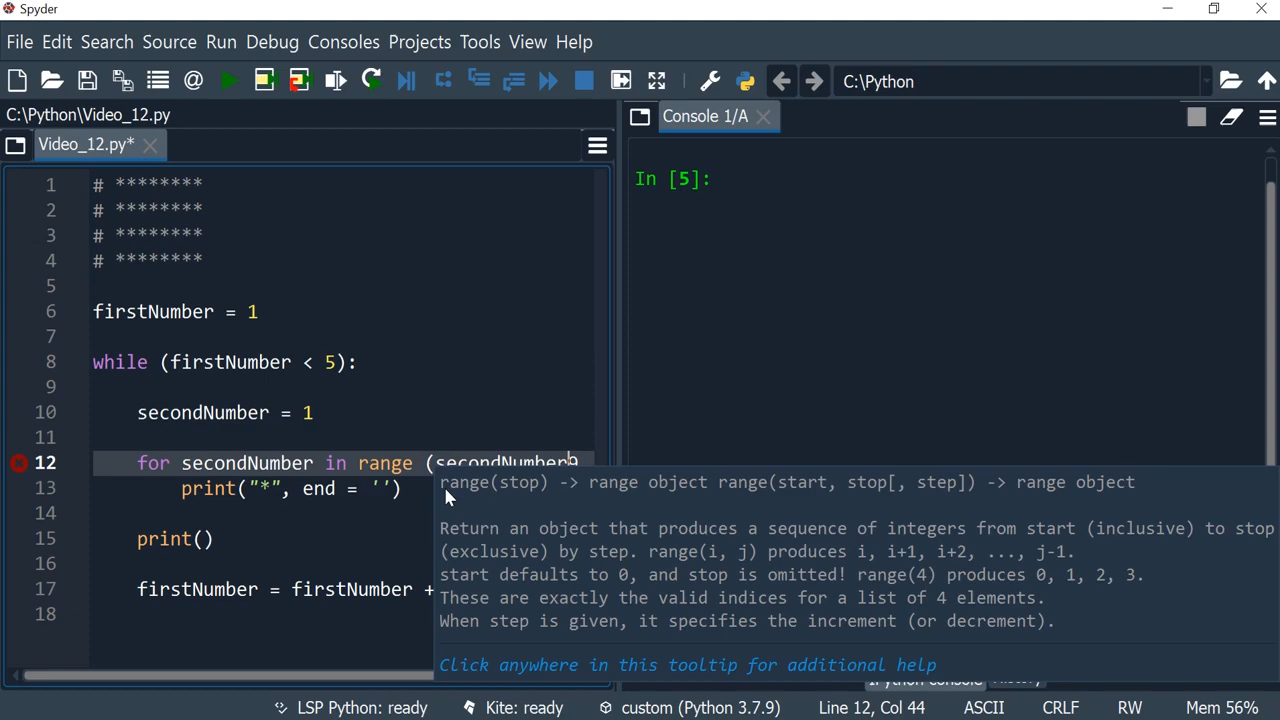 Spyder
File Edit Search Source Run Debug Consoles Projects Tools View Help
C:\Python
C:\Python\Video_12.py
Video_12.py*
Console 1/A
In [5]:
1 # ********
2 # ********
3 # ********
4 # ********
5
6 firstNumber = 1
7
8 while (firstNumber < 5):
9
10 secondNumber = 1
11
12 for secondNumber in range (secondNumber9
13 print("*", end = '')
14
15 print()
16
17 firstNumber = firstNumber +
18
range(stop) -> range object range(start, stop[, step]) -> range object
Return an object that produces a sequence of integers from start (inclusive) to stop
(exclusive) by step. range(i, j) produces i, i+1, i+2, ..., j-1.
start defaults to 0, and stop is omitted! range(4) produces 0, 1, 2, 3.
These are exactly the valid indices for a list of 4 elements.
When step is given, it specifies the increment (or decrement).
Click anywhere in this tooltip for additional help
IPython console History
LSP Python: ready Kite: ready custom (Python 3.7.9) Line 12, Col 44 ASCII CRLF RW Mem 56%